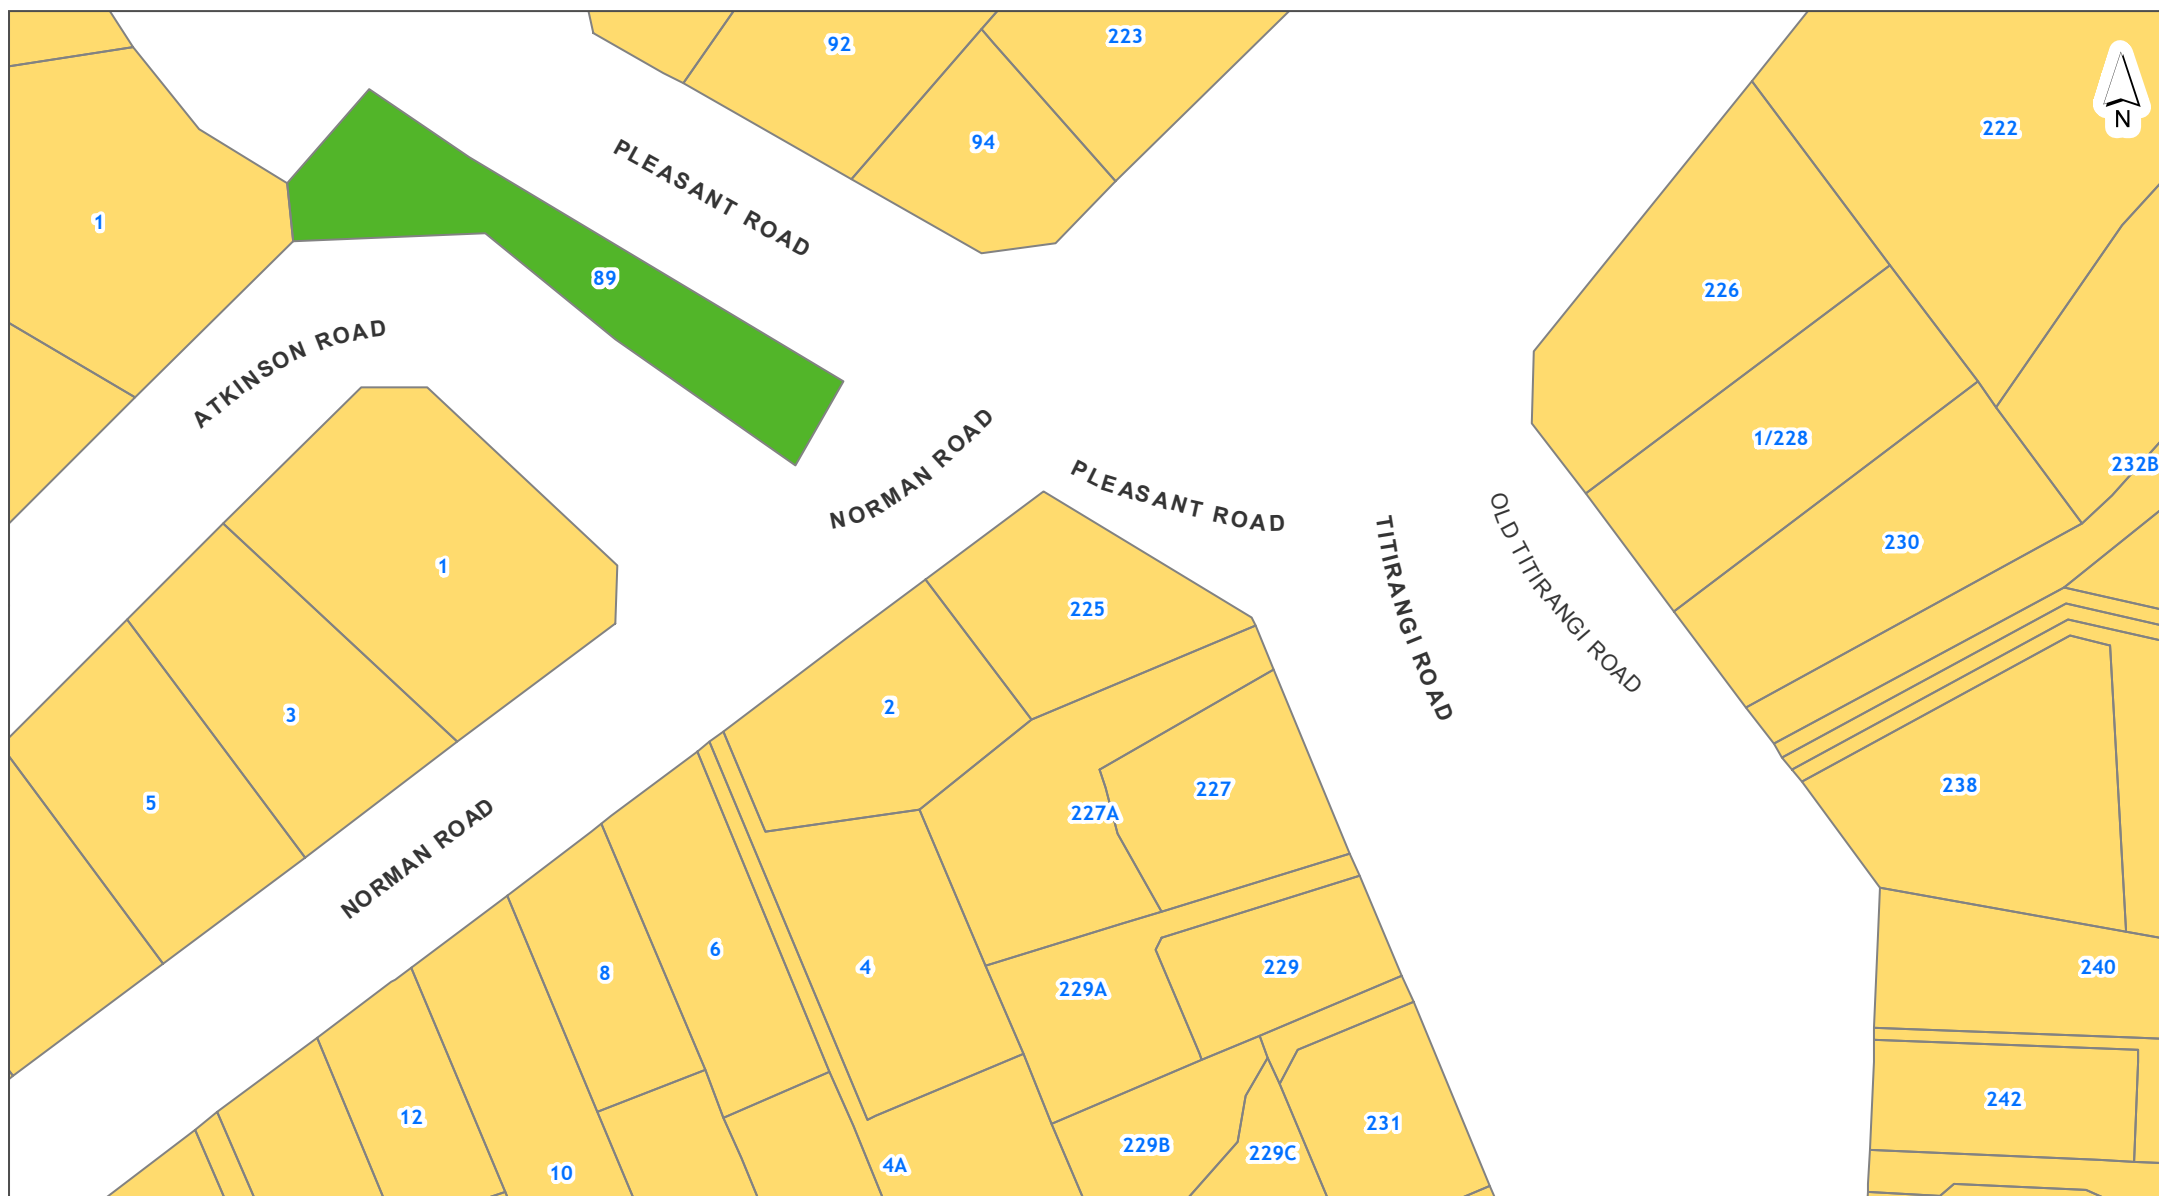 92
223
222
N
94
1
PLEASANT ROAD
89
226
ATKINSON ROAD
NORMAN ROAD
1/228
232B
PLEASANT ROAD
OLD TITIRANGI ROAD
TITIRANGI ROAD
230
1
225
3
2
5
227
227A
238
NORMAN ROAD
6
8
4
229
229A
240
12
10
4A
229B
229C
231
242